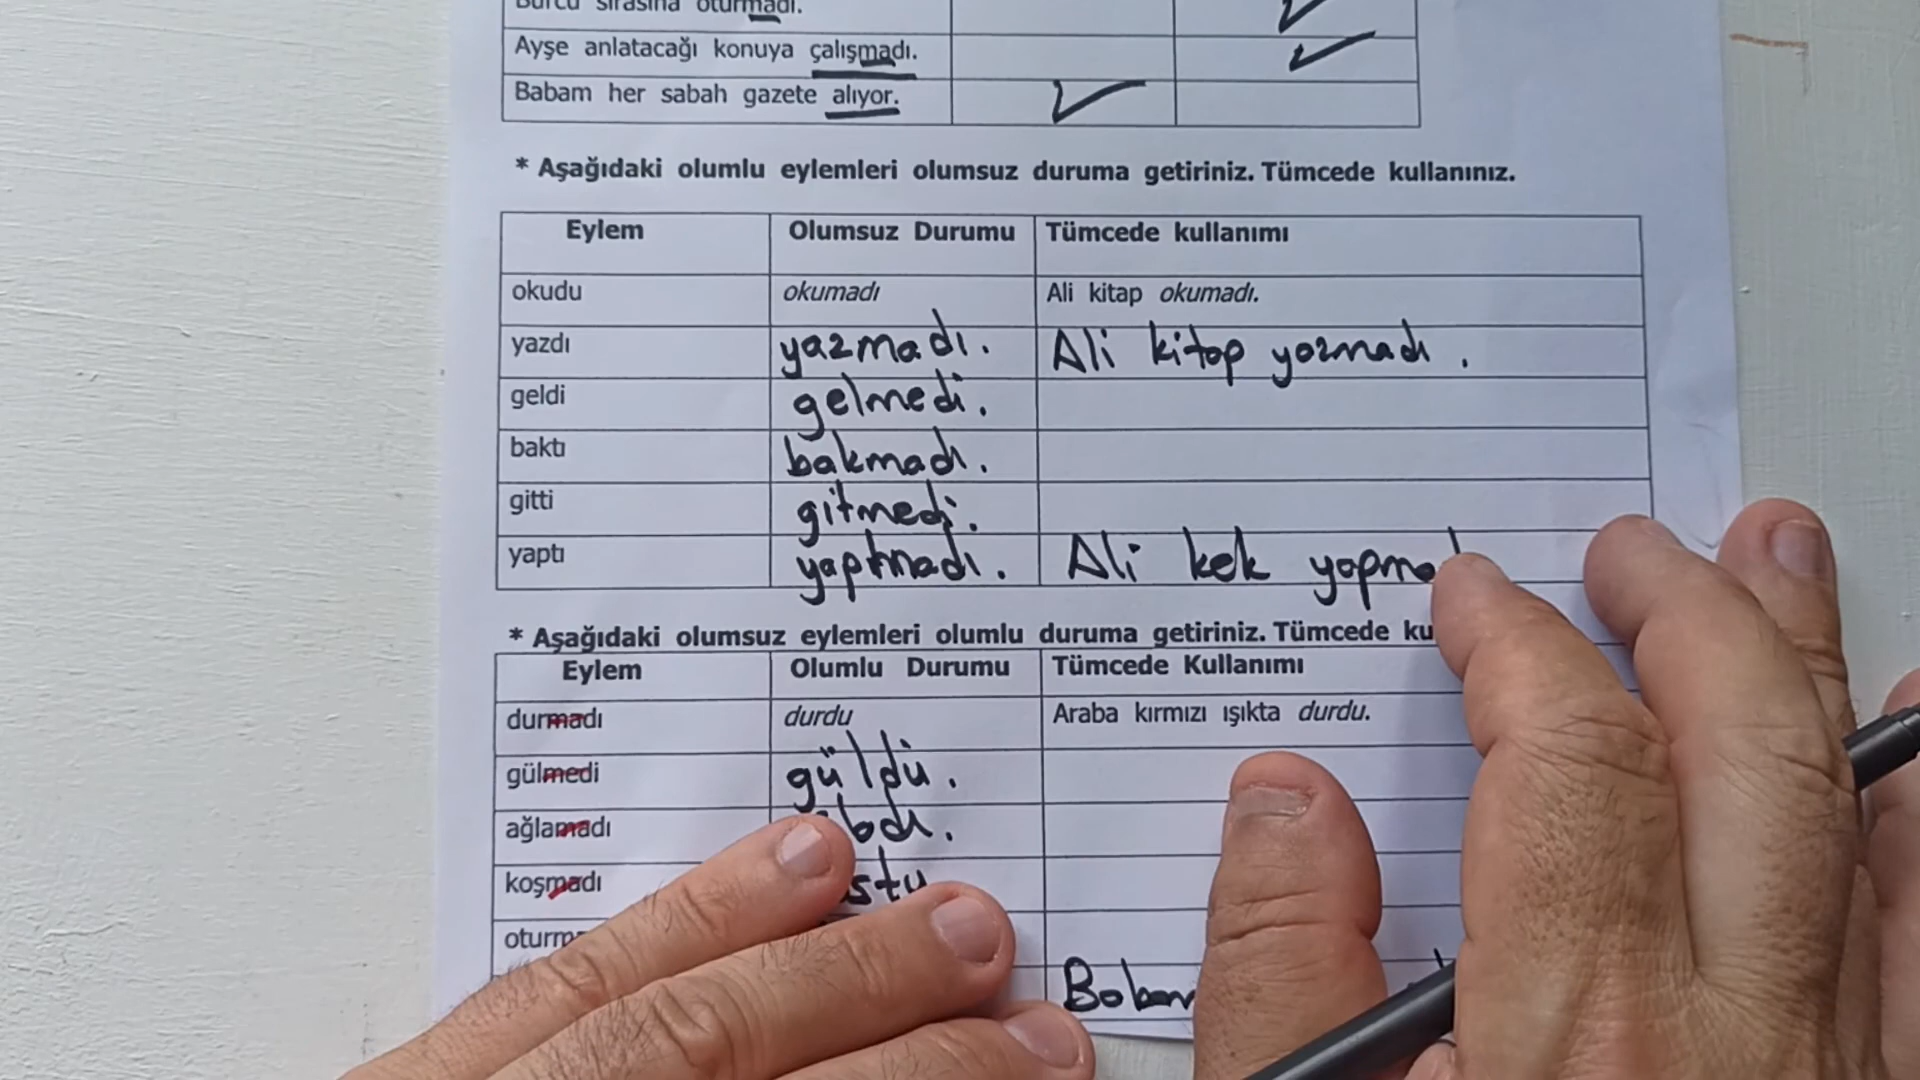 Burcu sırasına oturmadı.
Ayşe anlatacağı konuya çalışmadı.
Babam her sabah gazete alıyor.
* Aşağıdaki olumlu eylemleri olumsuz duruma getiriniz. Tümcede kullanınız.
Eylem Olumsuz Durumu Tümcede kullanımı
okudu okumadı Ali kitap okumadı.
yazdı yazmadı. Ali kitap yazmadı.
geldi gelmedi.
baktı bakmadı.
gitti gitmedi.
yaptı yapmadı. Ali kek
* Aşağıdaki olumsuz eylemleri olumlu duruma getiriniz. Tümcede
Eylem Olumlu Durumu Tümcede Kullanımı
durmadı durdu Araba kırmızı ışıkta durdu.
gülmedi güldü.
ağlamadı
koşmadı